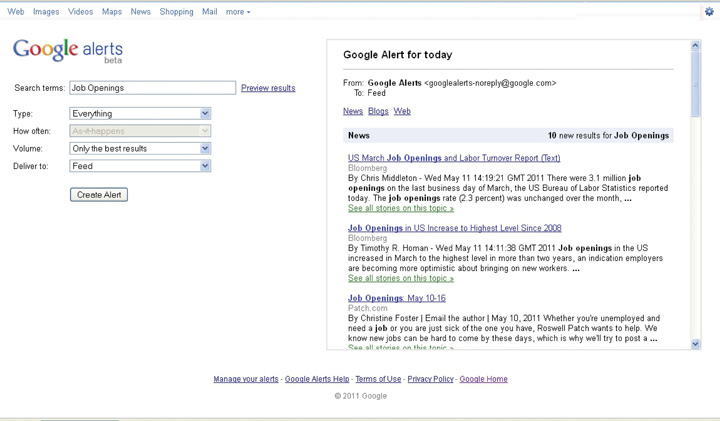 Web Images Videos Maps News Shopping Mail more
Google alerts
beta
Search terms: Job Openings Preview results
Type: Everything
How often: As-it-happens
Volume: Only the best results
Deliver to: Feed
Create Alert
Google Alert for today
From: Google Alerts <googlealerts-noreply@google.com>
To: Feed
News Blogs Web
News 10 new results for Job Openings
US March Job Openings and Labor Turnover Report (Text)
Bloomberg
By Chris Middleton - Wed May 11 14:19:21 GMT 2011 There were 3.1 million job
openings on the last business day of March, the US Bureau of Labor Statistics reported
today. The job openings rate (2.3 percent) was unchanged over the month, ...
See all stories on this topic »
Job Openings in US Increase to Highest Level Since 2008
Bloomberg
By Timothy R. Homan - Wed May 11 14:11:38 GMT 2011 Job openings in the US
increased in March to the highest level in more than two years, an indication employers
are becoming more optimistic about bringing on new workers. ...
See all stories on this topic »
Job Openings: May 10-16
Patch.com
By Christine Foster | Email the author | May 10, 2011 Whether you're unemployed and
need a job or you are just sick of the one you have, Roswell Patch wants to help. We
know new jobs can be hard to come by these days, which is why we'll try to post a ...
See all stories on this topic »
Manage your alerts - Google Alerts Help - Terms of Use - Privacy Policy - Google Home
© 2011 Google